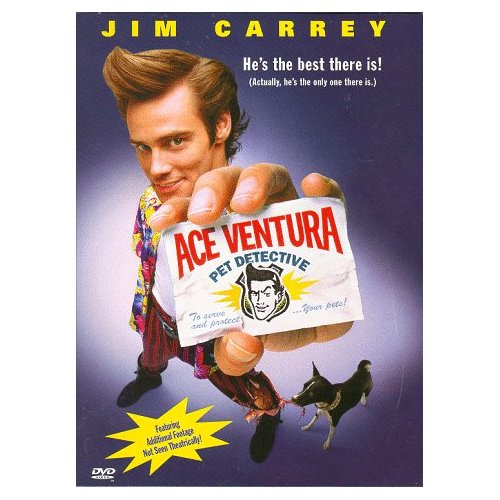 JIM CARREY
He's the best there is!
(Actually, he's the only one there is.)
ACE VENTURA
PET DETECTIVE
To serve
and protect
...Your pets!
Featuring
Additional Footage
Not Seen Theatrically!
DVD